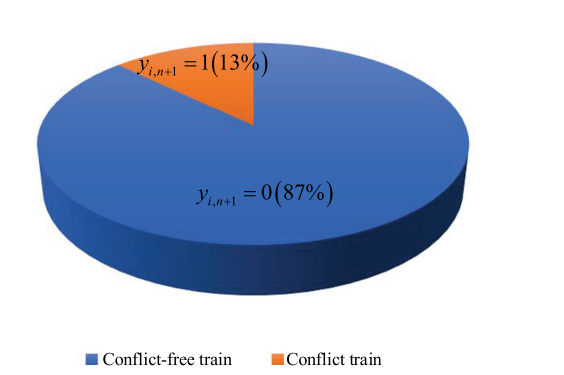 y_{i,n+1} = 1(13%)
y_{i,n+1} = 0(87%)
Conflict-free train Conflict train